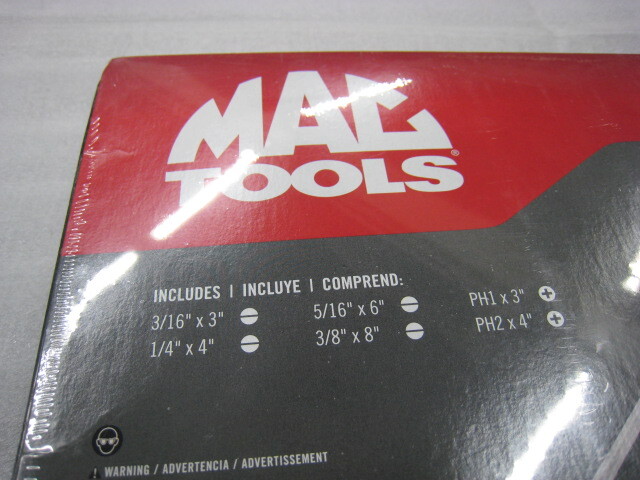 MAC
TOOLS®
INCLUDES | INCLUYE | COMPREND:
3/16" x 3"
1/4" x 4"
5/16" x 6"
3/8" x 8"
PH1 x 3"
PH2 x 4"
WARNING / ADVERTENCIA / ADVERTISSEMENT